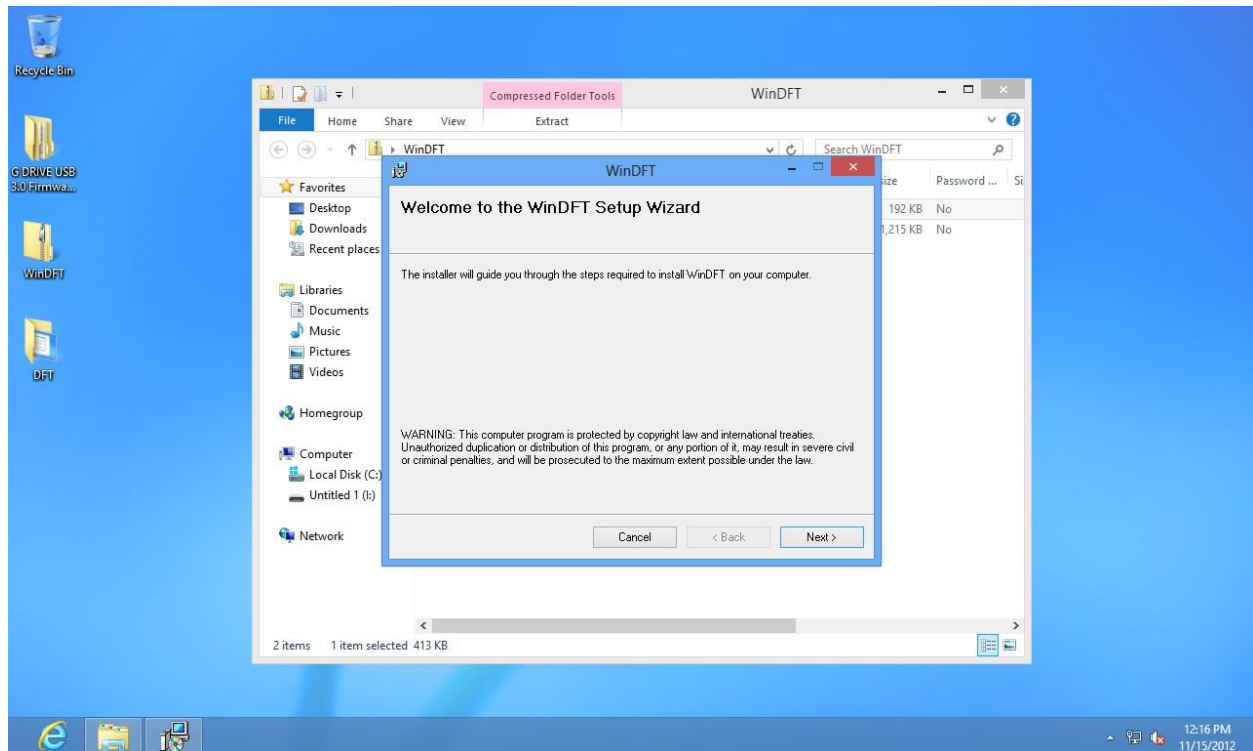 Recycle Bin
G DRIVE USB
3.0 Firmwa...
WinDFT
DFT
Compressed Folder Tools
WinDFT
File Home Share View Extract
WinDFT
Search WinDFT
WinDFT
Favorites
Desktop
Downloads
Recent places
Libraries
Documents
Music
Pictures
Videos
Homegroup
Computer
Local Disk (C:)
Untitled 1 (I:)
Network
size Password ... Si
192 KB No
1,215 KB No
Welcome to the WinDFT Setup Wizard
The installer will guide you through the steps required to install WinDFT on your computer.
WARNING: This computer program is protected by copyright law and international treaties.
Unauthorized duplication or distribution of this program, or any portion of it, may result in severe civil
or criminal penalties, and will be prosecuted to the maximum extent possible under the law.
Cancel < Back Next >
2 items 1 item selected 413 KB
12:16 PM
11/15/2012